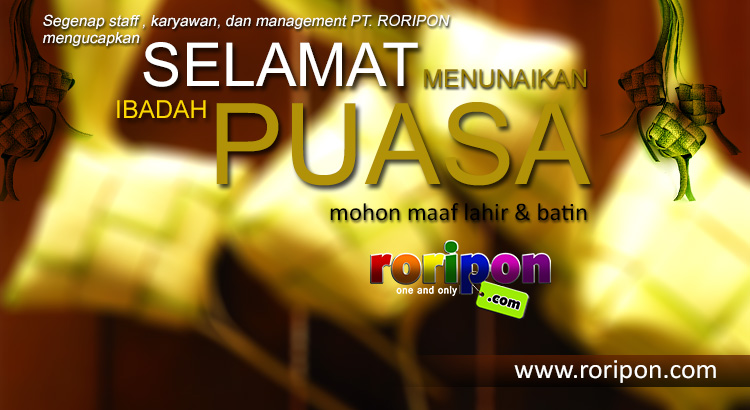 Segenap staff , karyawan, dan management PT. RORIPON
mengucapkan
SELAMAT MENUNAIKAN
IBADAH PUASA
mohon maaf lahir & batin
roripon
one and only
.com
www.roripon.com